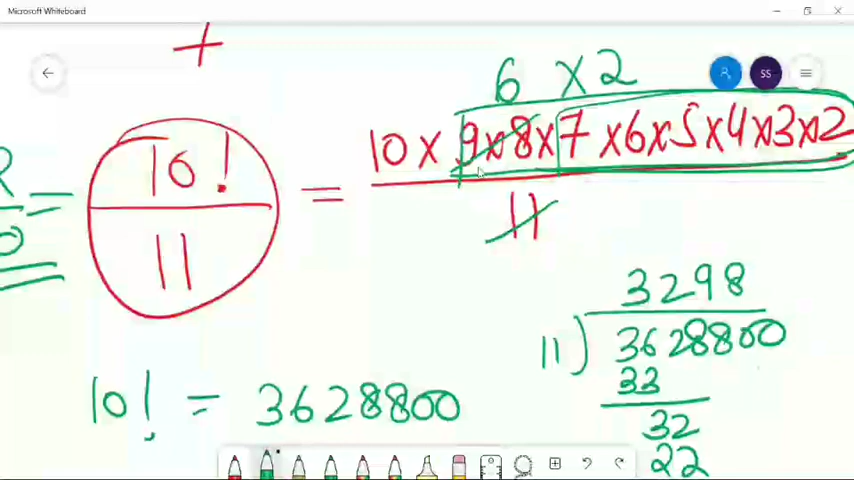 Microsoft Whiteboard
SS
6 × 2
10! / 11 = 10 × 9 × 8 × 7 × 6 × 5 × 4 × 3 × 2 / 11
3298
11 ) 3628800
33
32
22
10! = 3628800